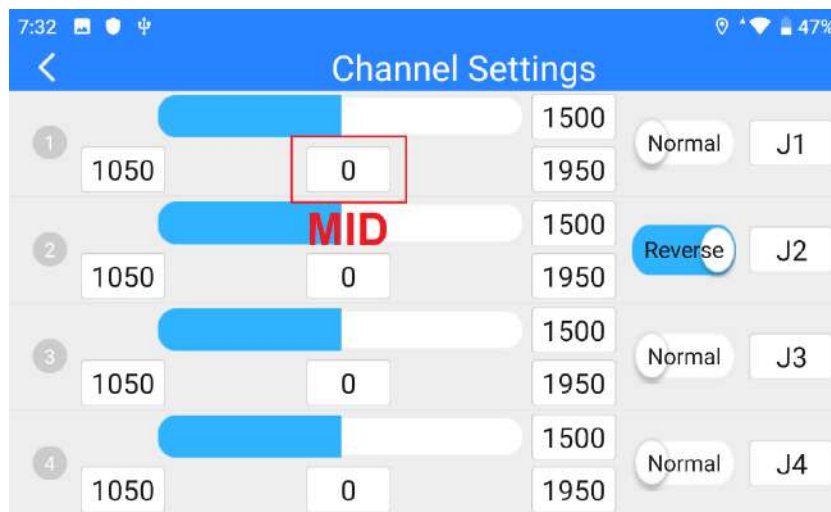 7:32 47%
Channel Settings
1 1500 Normal J1
1050 0 1950
MID
2 1500 Reverse J2
1050 0 1950
3 1500 Normal J3
1050 0 1950
4 1500 Normal J4
1050 0 1950